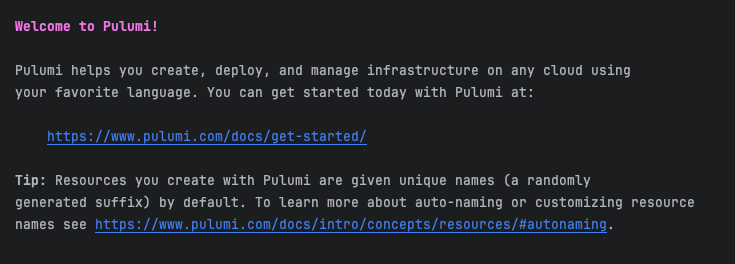 Welcome to Pulumi!
Pulumi helps you create, deploy, and manage infrastructure on any cloud using
your favorite language. You can get started today with Pulumi at:
https://www.pulumi.com/docs/get-started/
Tip: Resources you create with Pulumi are given unique names (a randomly
generated suffix) by default. To learn more about auto-naming or customizing resource
names see https://www.pulumi.com/docs/intro/concepts/resources/#autonaming.